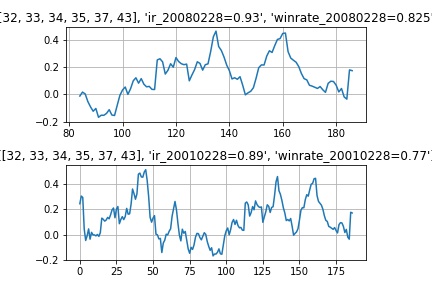 [32, 33, 34, 35, 37, 43], 'ir_20080228=0.93', 'winrate_20080228=0.825'
0.4
0.2
0.0
−0.2
80 100 120 140 160 180
[[32, 33, 34, 35, 37, 43], 'ir_20010228=0.89', 'winrate_20010228=0.77']
0.4
0.2
0.0
−0.2
0 25 50 75 100 125 150 175